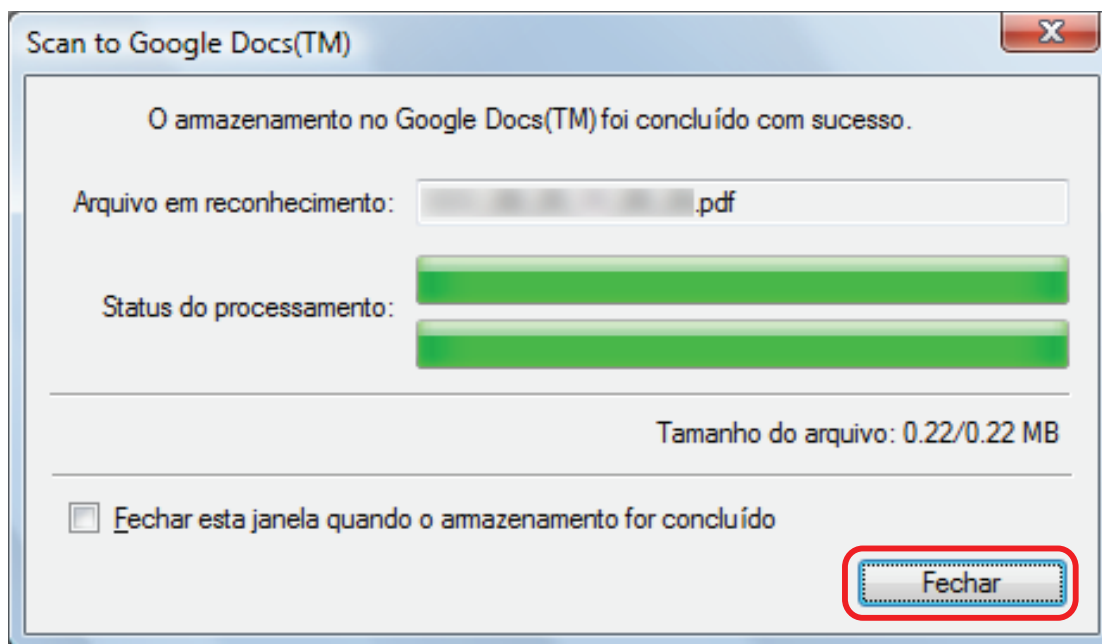 Scan to Google Docs(TM)
O armazenamento no Google Docs(TM) foi concluído com sucesso.
Arquivo em reconhecimento: .pdf
Status do processamento:
Tamanho do arquivo: 0.22/0.22 MB
Fechar esta janela quando o armazenamento for concluído
Fechar